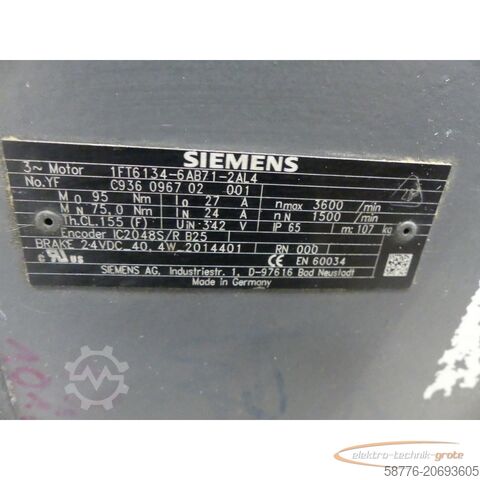 SIEMENS
3~ Motor 1FT6134-6AB71-2AL4
No.YF C936 0967 02 001
M0 95 Nm I0 27 A nmax 3600 /min
MN 75,0 Nm IN 24 A nN 1500 /min
Th.CL.155 (F) UIN 342 V IP 65 m: 107 kg
Encoder IC2048S/R B25
BRAKE 24VDC 40,4W 2014401 RN 000
c RU us CE EN 60034
SIEMENS AG, Industriestr. 1, D-97616 Bad Neustadt
Made in Germany
elektro-technik-grote
58776-20693605